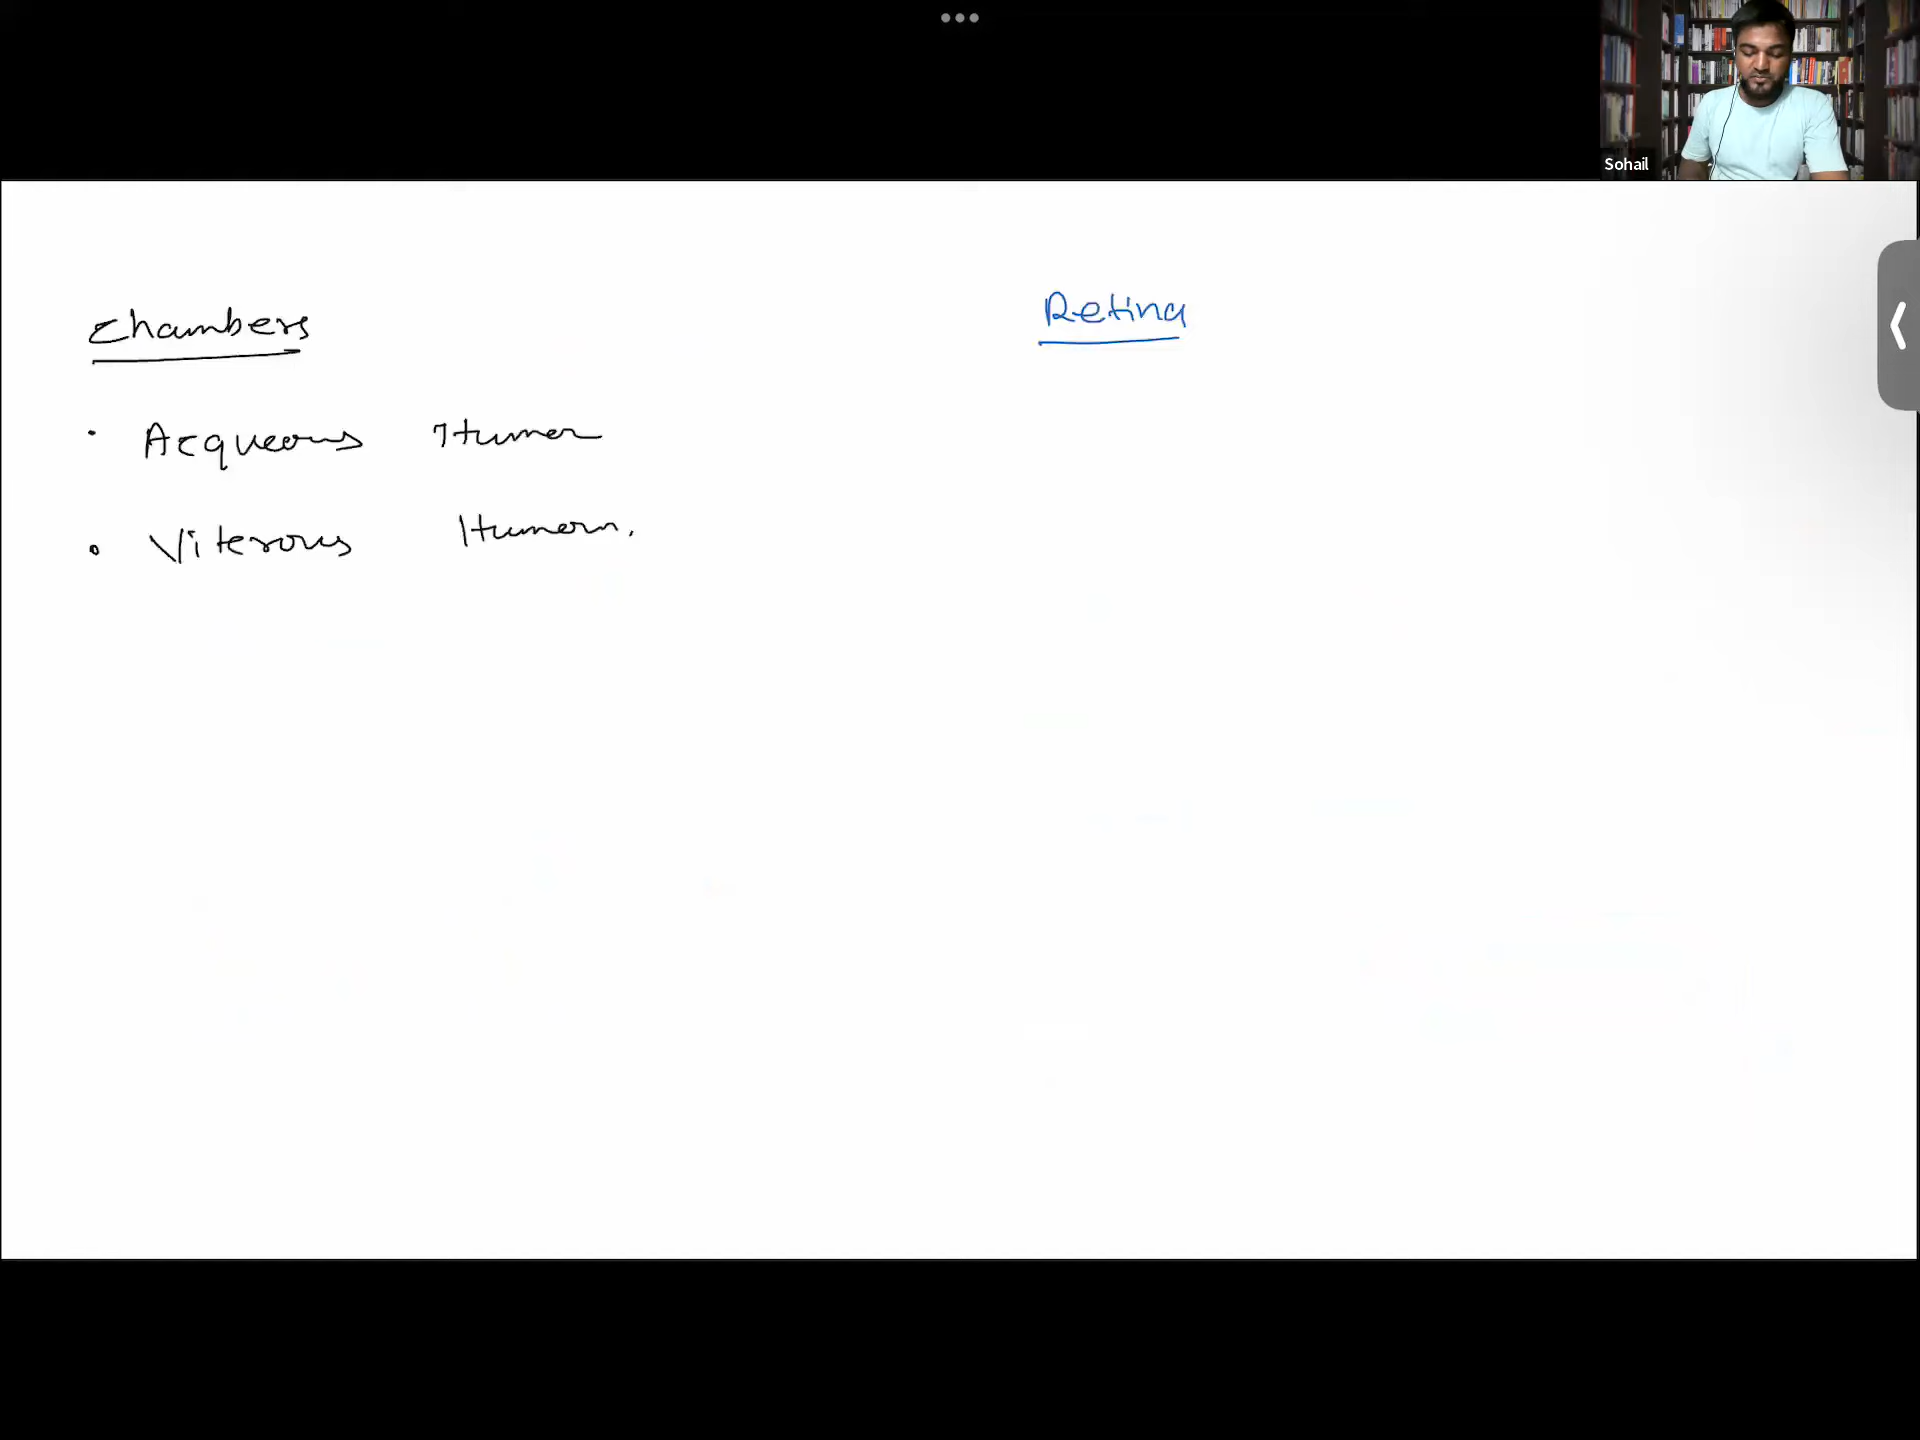 Sohail
Chambers
Retina
· Acqueous Humor
• Viterous Humorn.